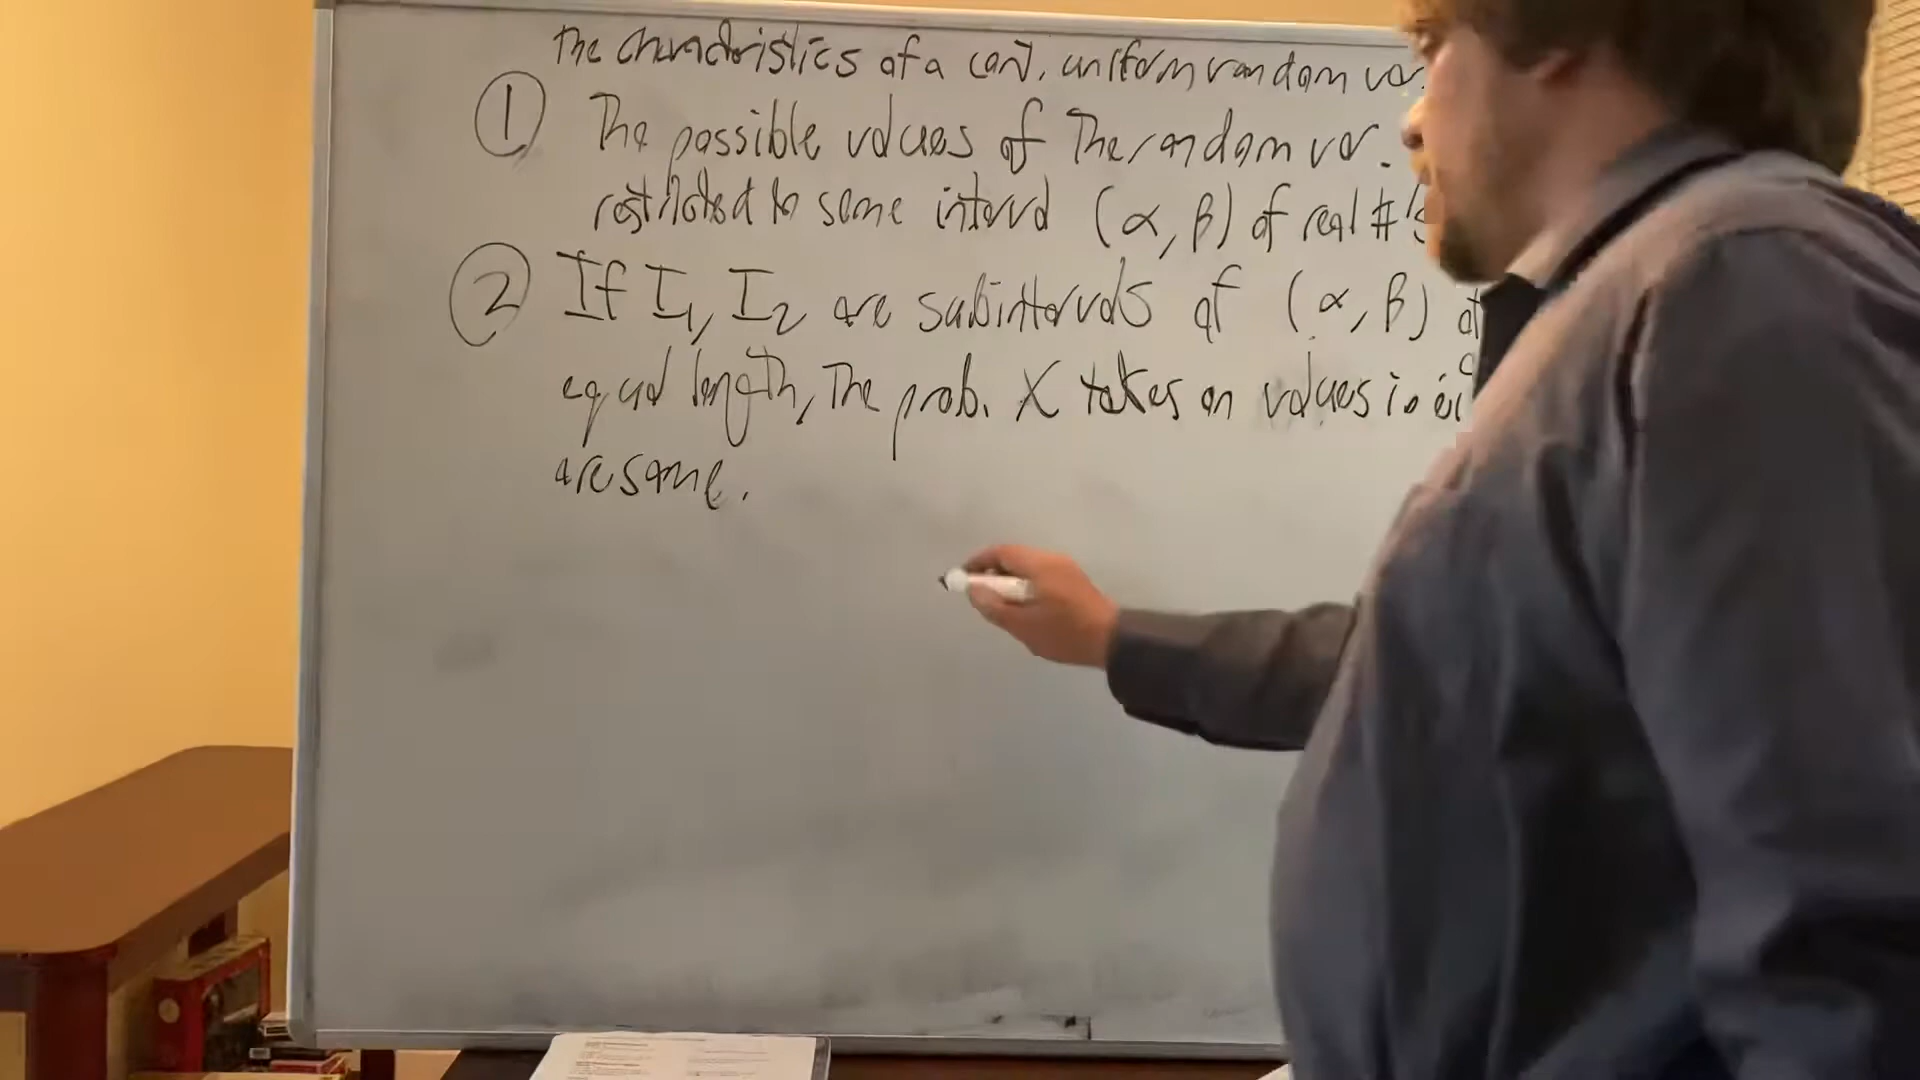 The characteristics of a cont. uniform random var.
① The possible values of the random var.
restricted to some interval (α, β) of real #'s
② If I₁, I₂ are subintervals of (α, β) of
equal length, the prob. X takes on values in
are same.